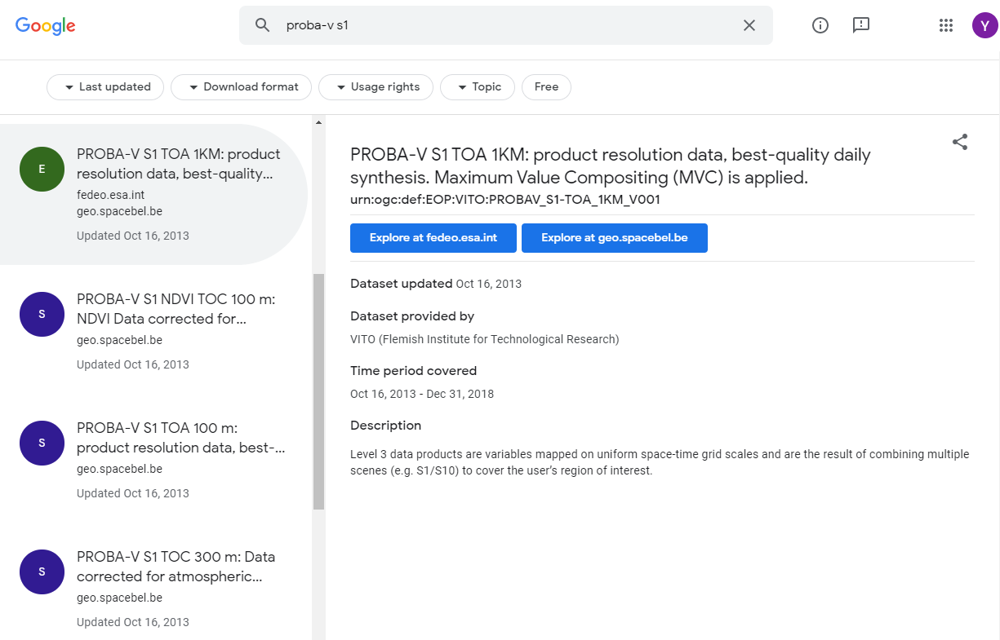 Google
proba-v s1
Y
Last updated
Download format
Usage rights
Topic
Free
E
PROBA-V S1 TOA 1KM: product
resolution data, best-quality...
fedeo.esa.int
geo.spacebel.be
Updated Oct 16, 2013
S
PROBA-V S1 NDVI TOC 100 m:
NDVI Data corrected for...
geo.spacebel.be
Updated Oct 16, 2013
S
PROBA-V S1 TOA 100 m:
product resolution data, best-...
geo.spacebel.be
Updated Oct 16, 2013
S
PROBA-V S1 TOC 300 m: Data
corrected for atmospheric...
geo.spacebel.be
Updated Oct 16, 2013
PROBA-V S1 TOA 1KM: product resolution data, best-quality daily
synthesis. Maximum Value Compositing (MVC) is applied.
urn:ogc:def:EOP:VITO:PROBAV_S1-TOA_1KM_V001
Explore at fedeo.esa.int
Explore at geo.spacebel.be
Dataset updated Oct 16, 2013
Dataset provided by
VITO (Flemish Institute for Technological Research)
Time period covered
Oct 16, 2013 - Dec 31, 2018
Description
Level 3 data products are variables mapped on uniform space-time grid scales and are the result of combining multiple
scenes (e.g. S1/S10) to cover the user’s region of interest.